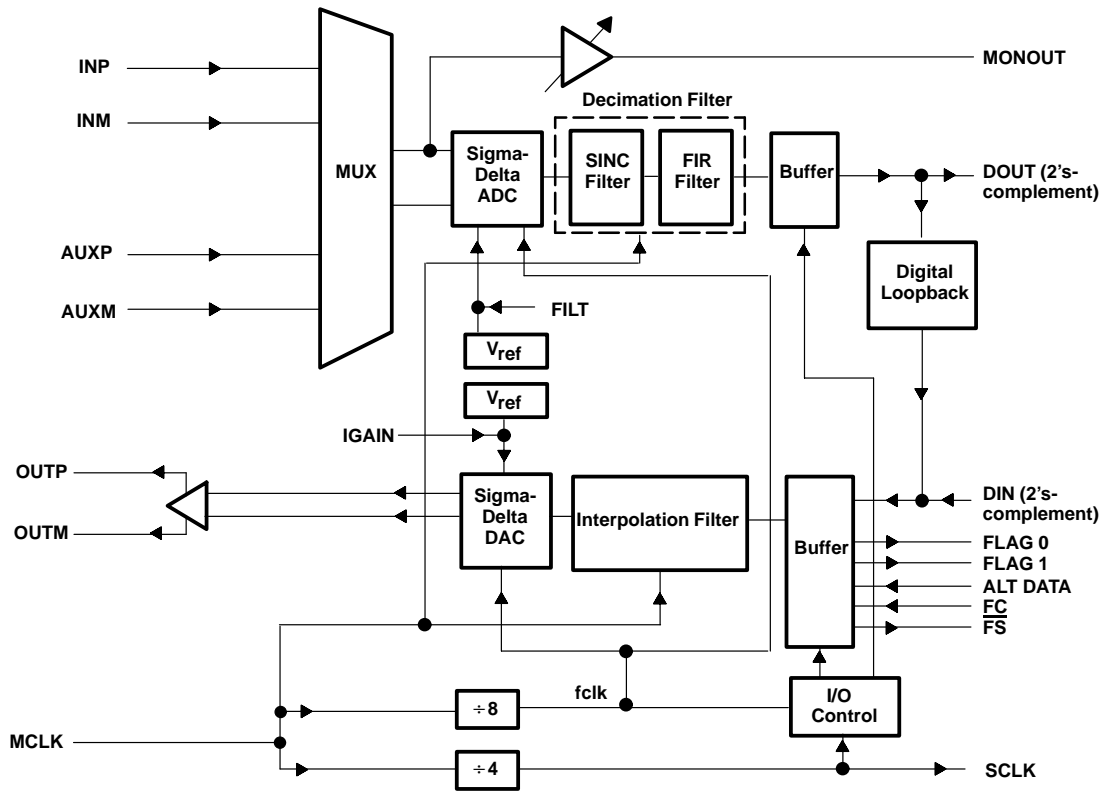 INP
INM
AUXP
AUXM
MUX
MONOUT
Decimation Filter
Sigma-
Delta
ADC
SINC
Filter
FIR
Filter
Buffer
DOUT (2's-
complement)
Digital
Loopback
FILT
Vref
Vref
IGAIN
OUTP
OUTM
Sigma-
Delta
DAC
Interpolation Filter
Buffer
DIN (2's-
complement)
FLAG 0
FLAG 1
ALT DATA
FC
FS
fclk
÷8
I/O
Control
MCLK
÷4
SCLK